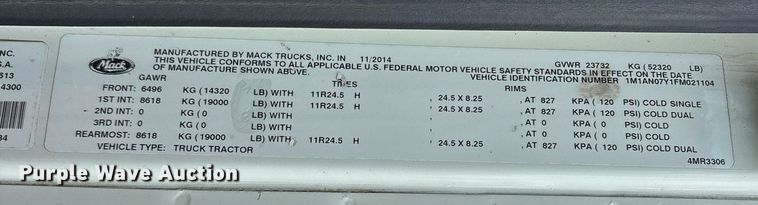 NC.
S.A.
513
4300
34
Mack
MANUFACTURED BY MACK TRUCKS, INC. IN 11/2014 GVWR 23732 KG (52320 LB)
THIS VEHICLE CONFORMS TO ALL APPLICABLE U.S. FEDERAL MOTOR VEHICLE SAFETY STANDARDS IN EFFECT ON THE DATE
OF MANUFACTURE SHOWN ABOVE. VEHICLE IDENTIFICATION NUMBER 1M1AN07Y1FM021104
GAWR TIRES RIMS
FRONT: 6496 KG (14320 LB) WITH 11R24.5 H , 24.5 X 8.25 , AT 827 KPA ( 120 PSI) COLD SINGLE
1ST INT: 8618 KG (19000 LB) WITH 11R24.5 H , 24.5 X 8.25 , AT 827 KPA ( 120 PSI) COLD DUAL
2ND INT: 0 KG ( 0 LB) WITH , , AT 0 KPA ( 0 PSI) COLD
3RD INT: 0 KG ( 0 LB) WITH , , AT 0 KPA ( 0 PSI) COLD
REARMOST: 8618 KG (19000 LB) WITH 11R24.5 H , 24.5 X 8.25 , AT 827 KPA ( 120 PSI) COLD DUAL
VEHICLE TYPE: TRUCK TRACTOR
4MR3306
Purple Wave Auction